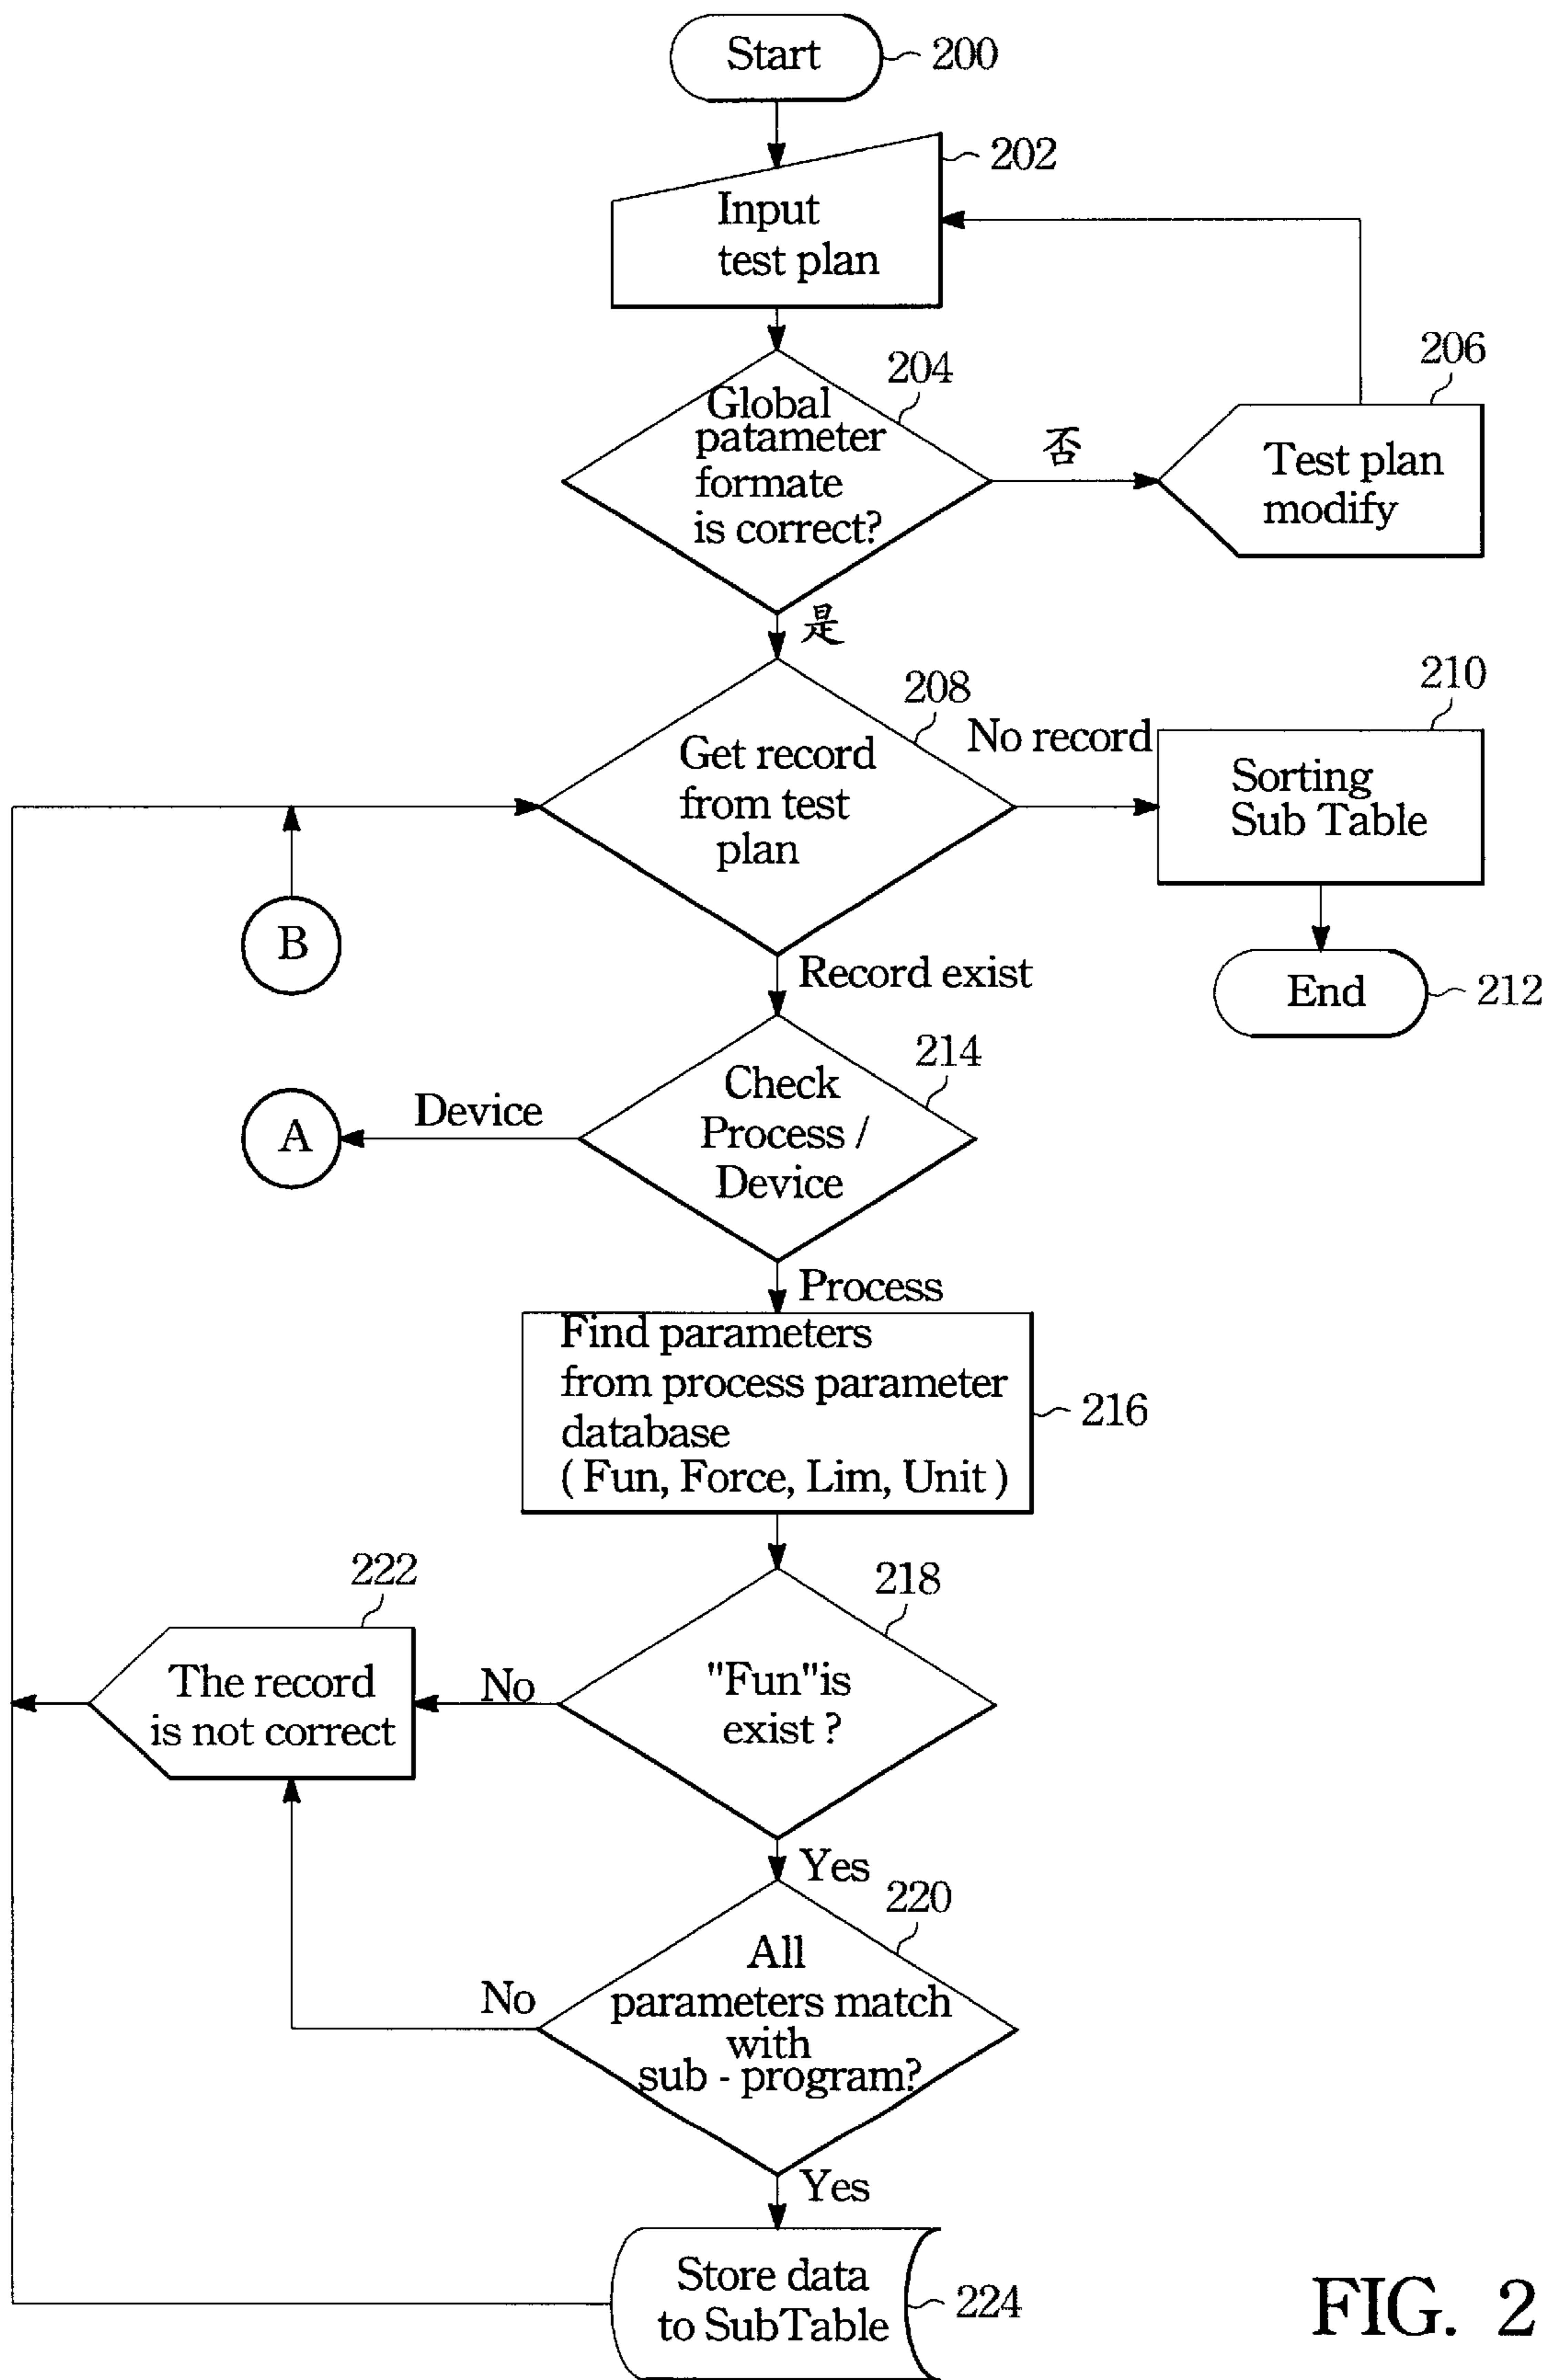 Start
200
202
Input
test plan
204
Global
patameter
formate
is correct?
否
206
Test plan
modify
是
208
Get record
from test
plan
No record
210
Sorting
Sub Table
B
Record exist
End
212
214
Check
Process /
Device
Device
A
Process
Find parameters
from process parameter
database
( Fun, Force, Lim, Unit )
216
218
"Fun"is
exist ?
No
222
The record
is not correct
Yes
220
All
parameters match
with
sub - program?
No
Yes
Store data
to SubTable
224
FIG. 2